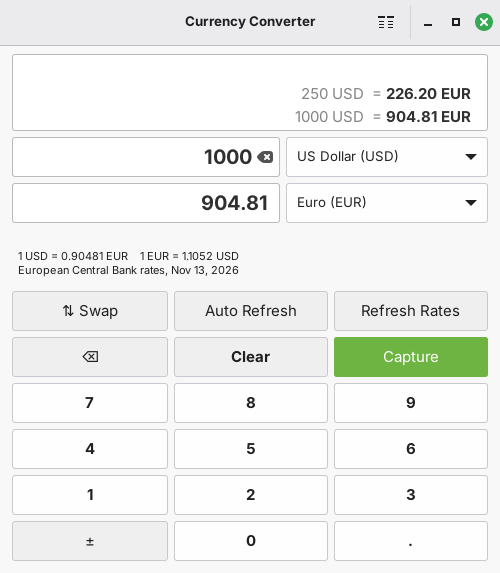 Currency Converter
250 USD = 226.20 EUR
1000 USD = 904.81 EUR
1000 US Dollar (USD)
904.81 Euro (EUR)
1 USD = 0.90481 EUR 1 EUR = 1.1052 USD
European Central Bank rates, Nov 13, 2026
⇅ Swap Auto Refresh Refresh Rates
⌫ Clear Capture
7 8 9
4 5 6
1 2 3
± 0 .